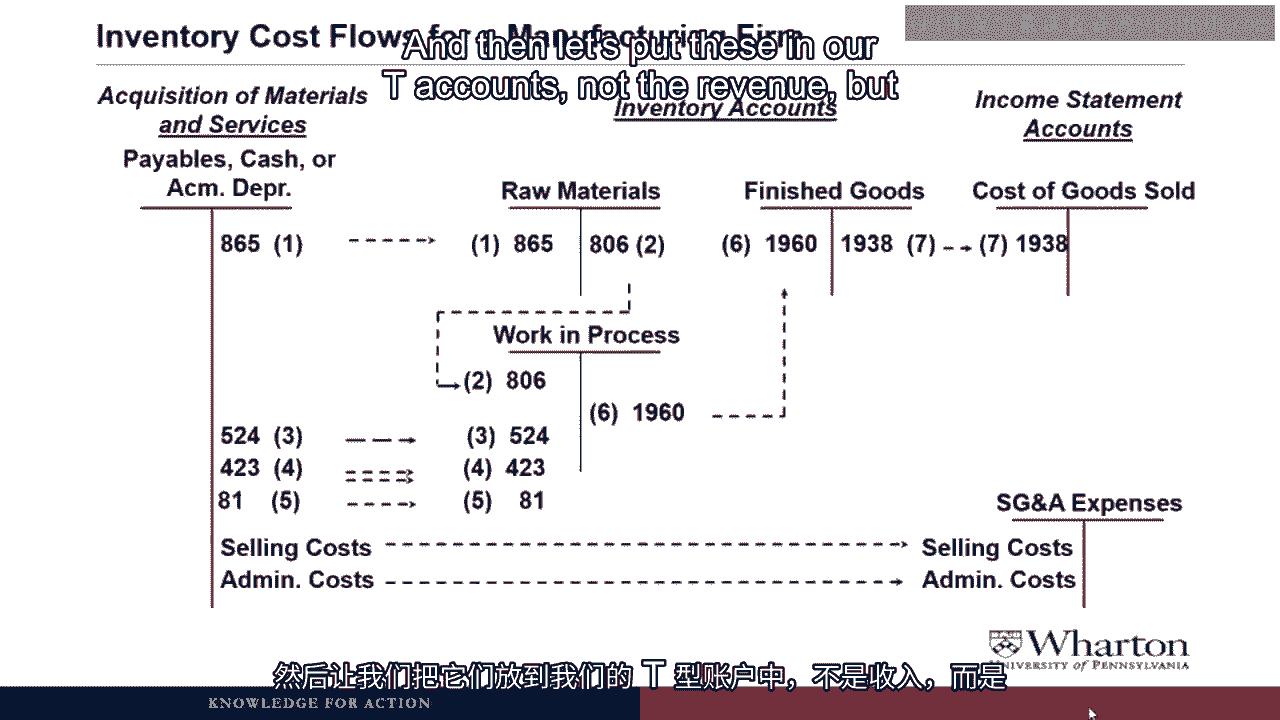 Inventory Cost Flows for a Manufacturing Firm
And then let's put these in our
T accounts, not the revenue, but
Acquisition of Materials
and Services
Inventory Accounts
Income Statement
Accounts
Payables, Cash, or
Acm. Depr.
Raw Materials
Finished Goods
Cost of Goods Sold
865 (1)
(1) 865
806 (2)
(6) 1960
1938 (7)
(7) 1938
Work in Process
(2) 806
(6) 1960
524 (3)
(3) 524
423 (4)
(4) 423
81 (5)
(5) 81
SG&A Expenses
Selling Costs
Selling Costs
Admin. Costs
Admin. Costs
Wharton
UNIVERSITY of PENNSYLVANIA
然后让我们把它们放到我们的 T 型账户中，不是收入，而是
KNOWLEDGE FOR ACTION